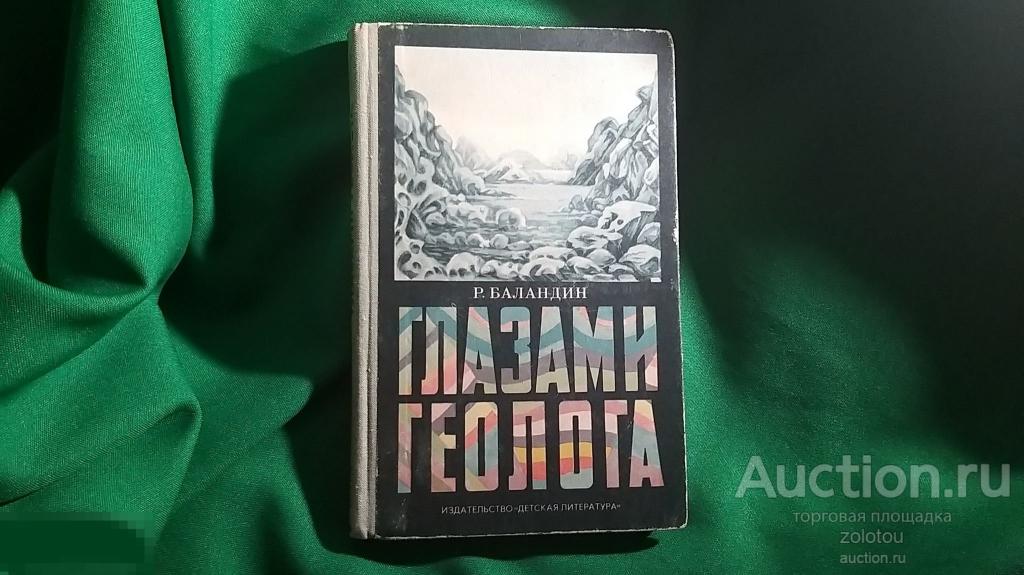 Р. БАЛАНДИН
ГЛАЗАМИ
ГЕОЛОГА
ИЗДАТЕЛЬСТВО «ДЕТСКАЯ ЛИТЕРАТУРА»
Auction.ru
торговая площадка
zolotou
auction.ru